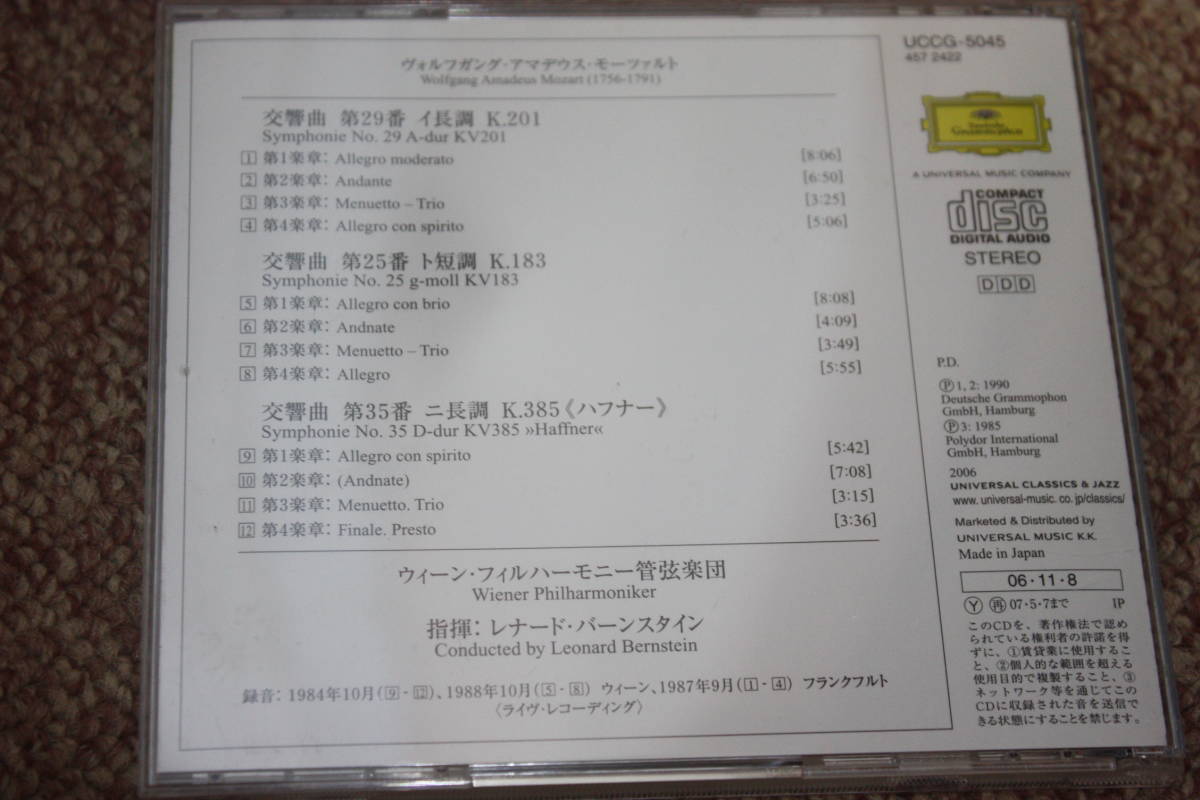 ヴォルフガング・アマデウス・モーツァルト
Wolfgang Amadeus Mozart (1756-1791)
交響曲 第29番 イ長調 K.201
Symphonie No. 29 A-dur KV201
1 第1楽章: Allegro moderato [8:06]
2 第2楽章: Andante [6:50]
3 第3楽章: Menuetto – Trio [3:25]
4 第4楽章: Allegro con spirito [5:06]
交響曲 第25番 ト短調 K.183
Symphonie No. 25 g-moll KV183
5 第1楽章: Allegro con brio [8:08]
6 第2楽章: Andnate [4:09]
7 第3楽章: Menuetto – Trio [3:49]
8 第4楽章: Allegro [5:55]
交響曲 第35番 ニ長調 K.385《ハフナー》
Symphonie No. 35 D-dur KV385 »Haffner«
9 第1楽章: Allegro con spirito [5:42]
10 第2楽章: (Andnate) [7:08]
11 第3楽章: Menuetto. Trio [3:15]
12 第4楽章: Finale. Presto [3:36]
ウィーン・フィルハーモニー管弦楽団
Wiener Philharmoniker
指揮: レナード・バーンスタイン
Conducted by Leonard Bernstein
録音: 1984年10月(9-12)、1988年10月(5-8) ウィーン、1987年9月(1-4) フランクフルト
〈ライヴ・レコーディング〉
UCCG-5045
457 2422
Deutsche
Grammophon
A UNIVERSAL MUSIC COMPANY
COMPACT
disc
DIGITAL AUDIO
STEREO
DDD
P.D.
Ⓟ1, 2: 1990
Deutsche Grammophon
GmbH, Hamburg
Ⓟ3: 1985
Polydor International
GmbH, Hamburg
2006
UNIVERSAL CLASSICS & JAZZ
www. universal-music. co. jp/classics/
Marketed & Distributed by
UNIVERSAL MUSIC K.K.
Made in Japan
06・11・8
Ⓨ 再 07・5・7まで IP
このCDを、著作権法で認め
られている権利者の許諾を得
ずに、①賃貸業に使用するこ
と、②個人的な範囲を超える
使用目的で複製すること、③
ネットワーク等を通じてこの
CDに収録された音を送信で
きる状態にすることを禁じます。